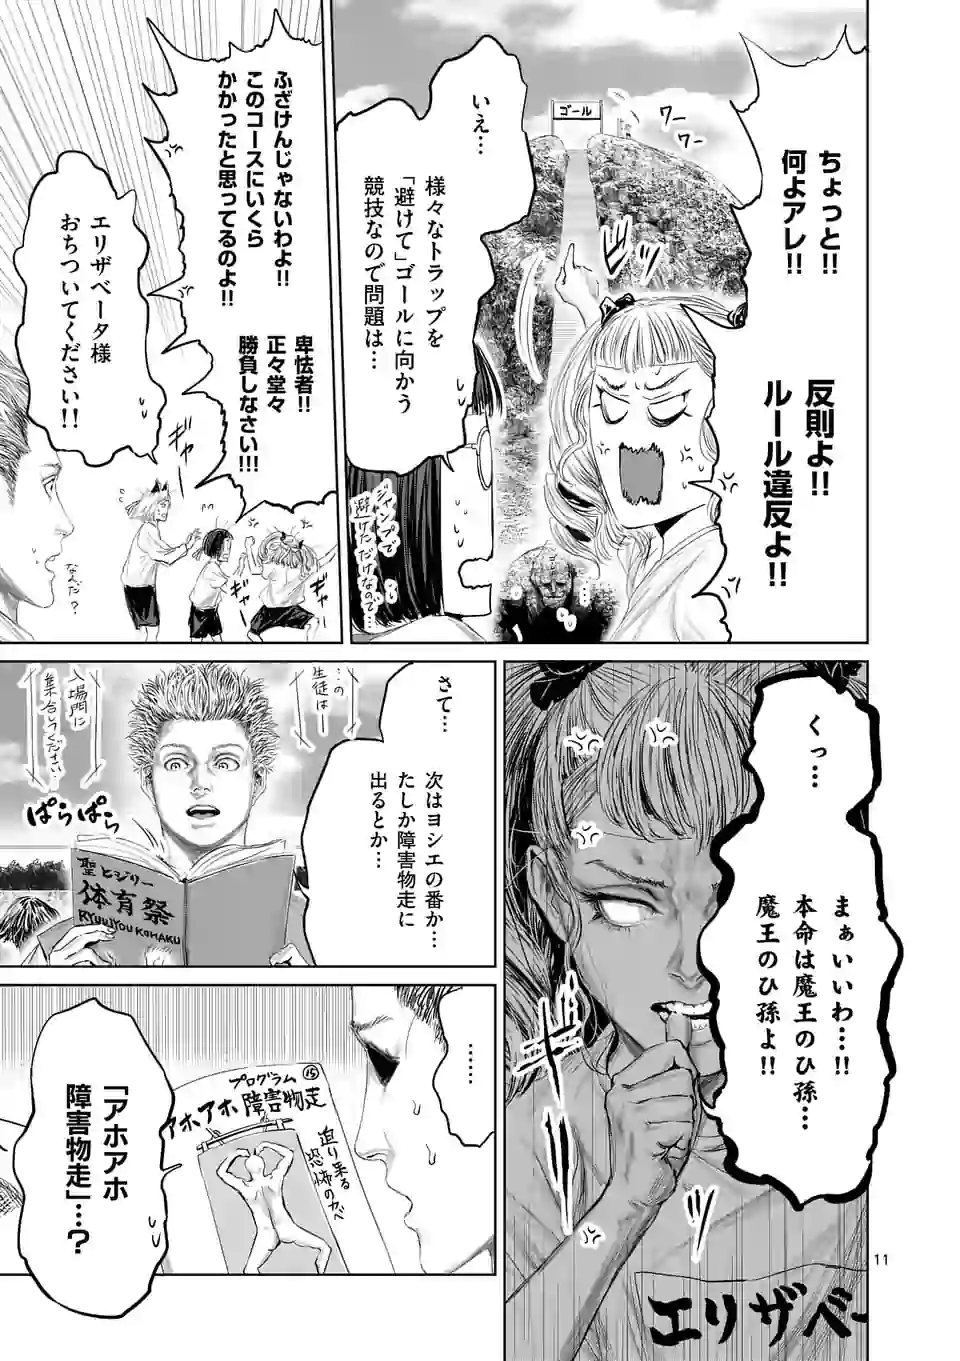 ちょっと!!
何よアレ!!
ゴール
ワー
ワー
反則よ!!
ルール違反よ!!
いえ…
様々なトラップを
「避けて」ゴールに向かう
競技なので問題は…
ジャンプで
避けただけなので…
ふざけんじゃないわよ!!
このコースにいくら
かかったと思ってるのよ!!
卑怯者!!
正々堂々
勝負しなさい!!!
エリザベータ様
おちついてください!!
ギャ
ギャ
なんだ?
くっ…
まぁいいわ…!!
本命は魔王のひ孫…
魔王のひ孫よ!!
エリザベー
さて…
次はヨシエの番か…
たしか障害物走に
出るとか…
…の
生徒は…
入場門に
集合してください
ぱらぱら
聖とジリー
体育祭
RYUUJYOU KOHAKU
……
プログラム
⑮
アホアホ障害物走
迫り来る
恐怖のカベ
「アホアホ
障害物走」…?
11